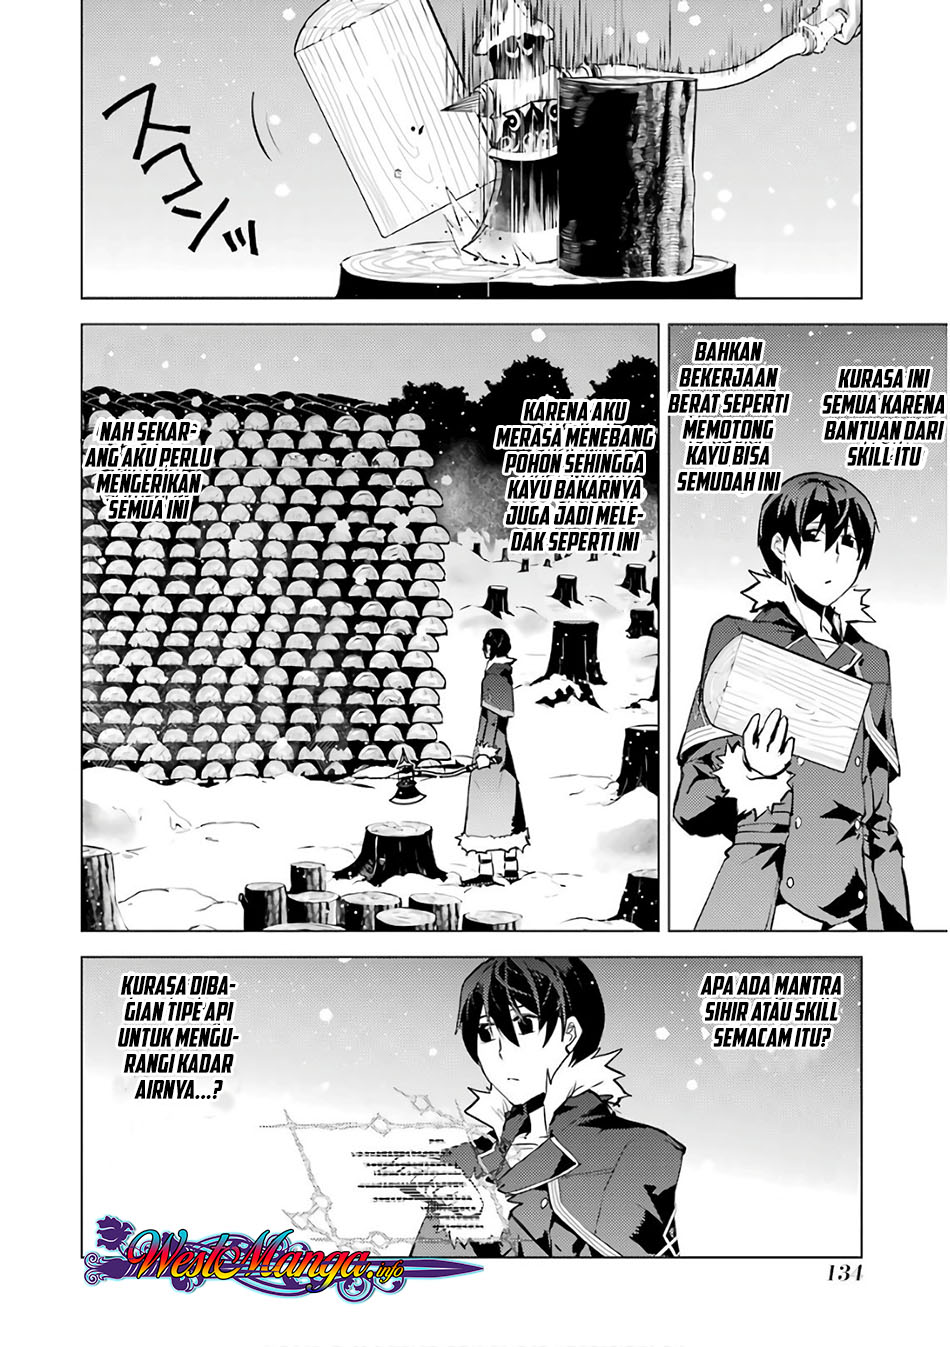 スコンッ
KURASA INI
SEMUA KARENA
BANTUAN DARI
SKILL ITU
BAHKAN
BEKERJAAN
BERAT SEPERTI
MEMOTONG
KAYU BISA
SEMUDAH INI
KARENA AKU
MERASA MENEBANG
POHON SEHINGGA
KAYU BAKARNYA
JUGA JADI MELE-
DAK SEPERTI INI
NAH SEKAR-
ANG AKU PERLU
MENGERIKAN
SEMUA INI
APA ADA MANTRA
SIHIR ATAU SKILL
SEMACAM ITU?
KURASA DIBA-
GIAN TIPE API
UNTUK MENGU-
RANGI KADAR
AIRNYA...?
WestManga.info
134